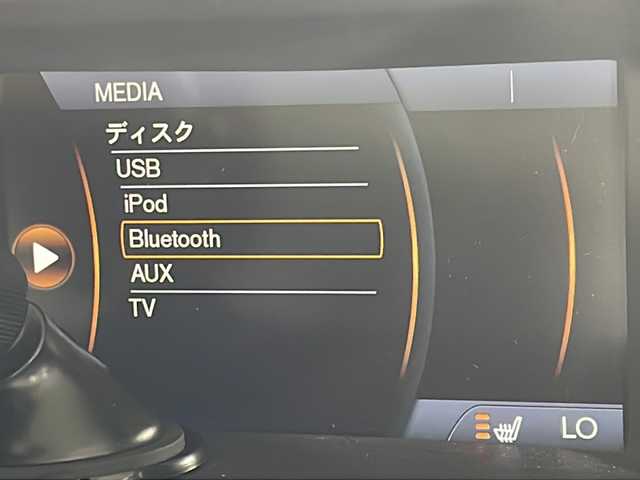 MEDIA
ディスク
USB
iPod
Bluetooth
AUX
TV
LO